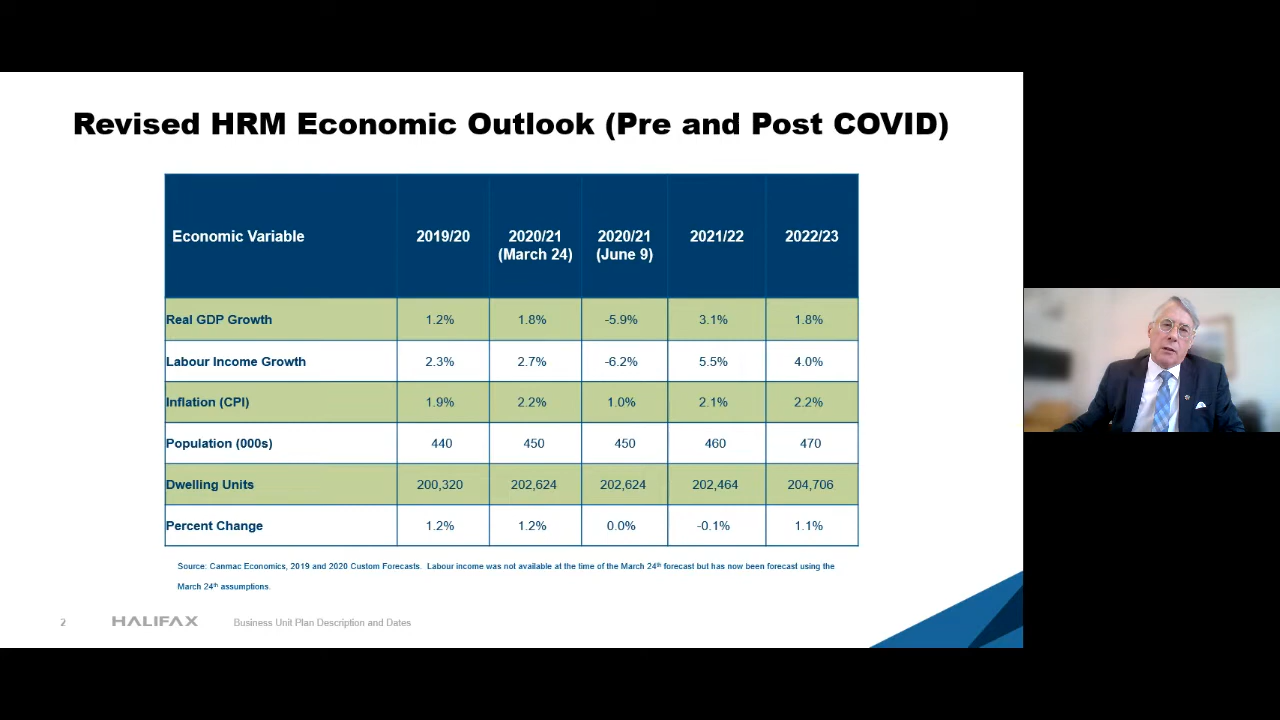 Revised HRM Economic Outlook (Pre and Post COVID)
Economic Variable 2019/20 2020/21 (March 24) 2020/21 (June 9) 2021/22 2022/23
Real GDP Growth 1.2% 1.8% -5.9% 3.1% 1.8%
Labour Income Growth 2.3% 2.7% -6.2% 5.5% 4.0%
Inflation (CPI) 1.9% 2.2% 1.0% 2.1% 2.2%
Population (000s) 440 450 450 460 470
Dwelling Units 200,320 202,624 202,624 202,464 204,706
Percent Change 1.2% 1.2% 0.0% -0.1% 1.1%
Source: Canmac Economics, 2019 and 2020 Custom Forecasts. Labour income was not available at the time of the March 24th forecast but has now been forecast using the
March 24th assumptions.
2 HALIFAX Business Unit Plan Description and Dates